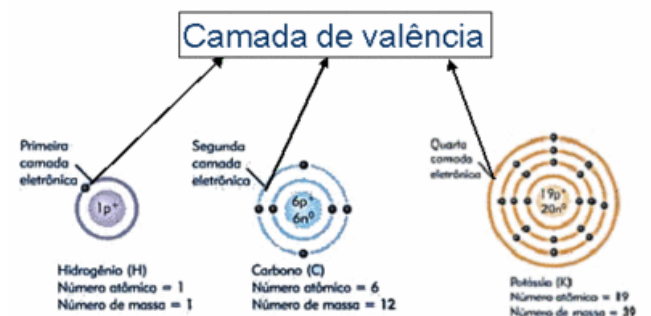 Camada de valência
Primeira
camada
eletrônica
1p⁺
Hidrogênio (H)
Número atômico = 1
Número de massa = 1
Segunda
camada
eletrônica
6p⁺
6n⁰
Carbono (C)
Número atômico = 6
Número de massa = 12
Quarta
camada
eletrônica
19p⁺
20n⁰
Potássio (K)
Número atômico = 19
Número de massa = 39